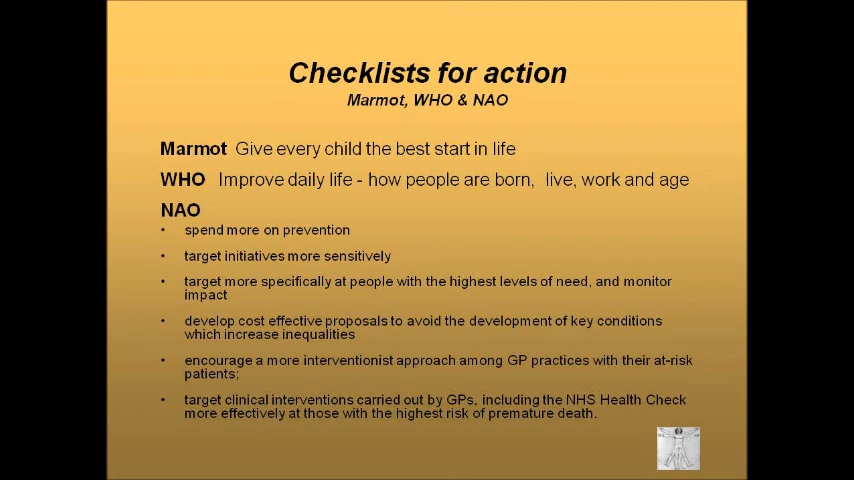 Checklists for action
Marmot, WHO & NAO
Marmot Give every child the best start in life
WHO Improve daily life - how people are born, live, work and age
NAO
• spend more on prevention
• target initiatives more sensitively
• target more specifically at people with the highest levels of need, and monitor
impact
• develop cost effective proposals to avoid the development of key conditions
which increase inequalities
• encourage a more interventionist approach among GP practices with their at-risk
patients;
• target clinical interventions carried out by GPs, including the NHS Health Check
more effectively at those with the highest risk of premature death.